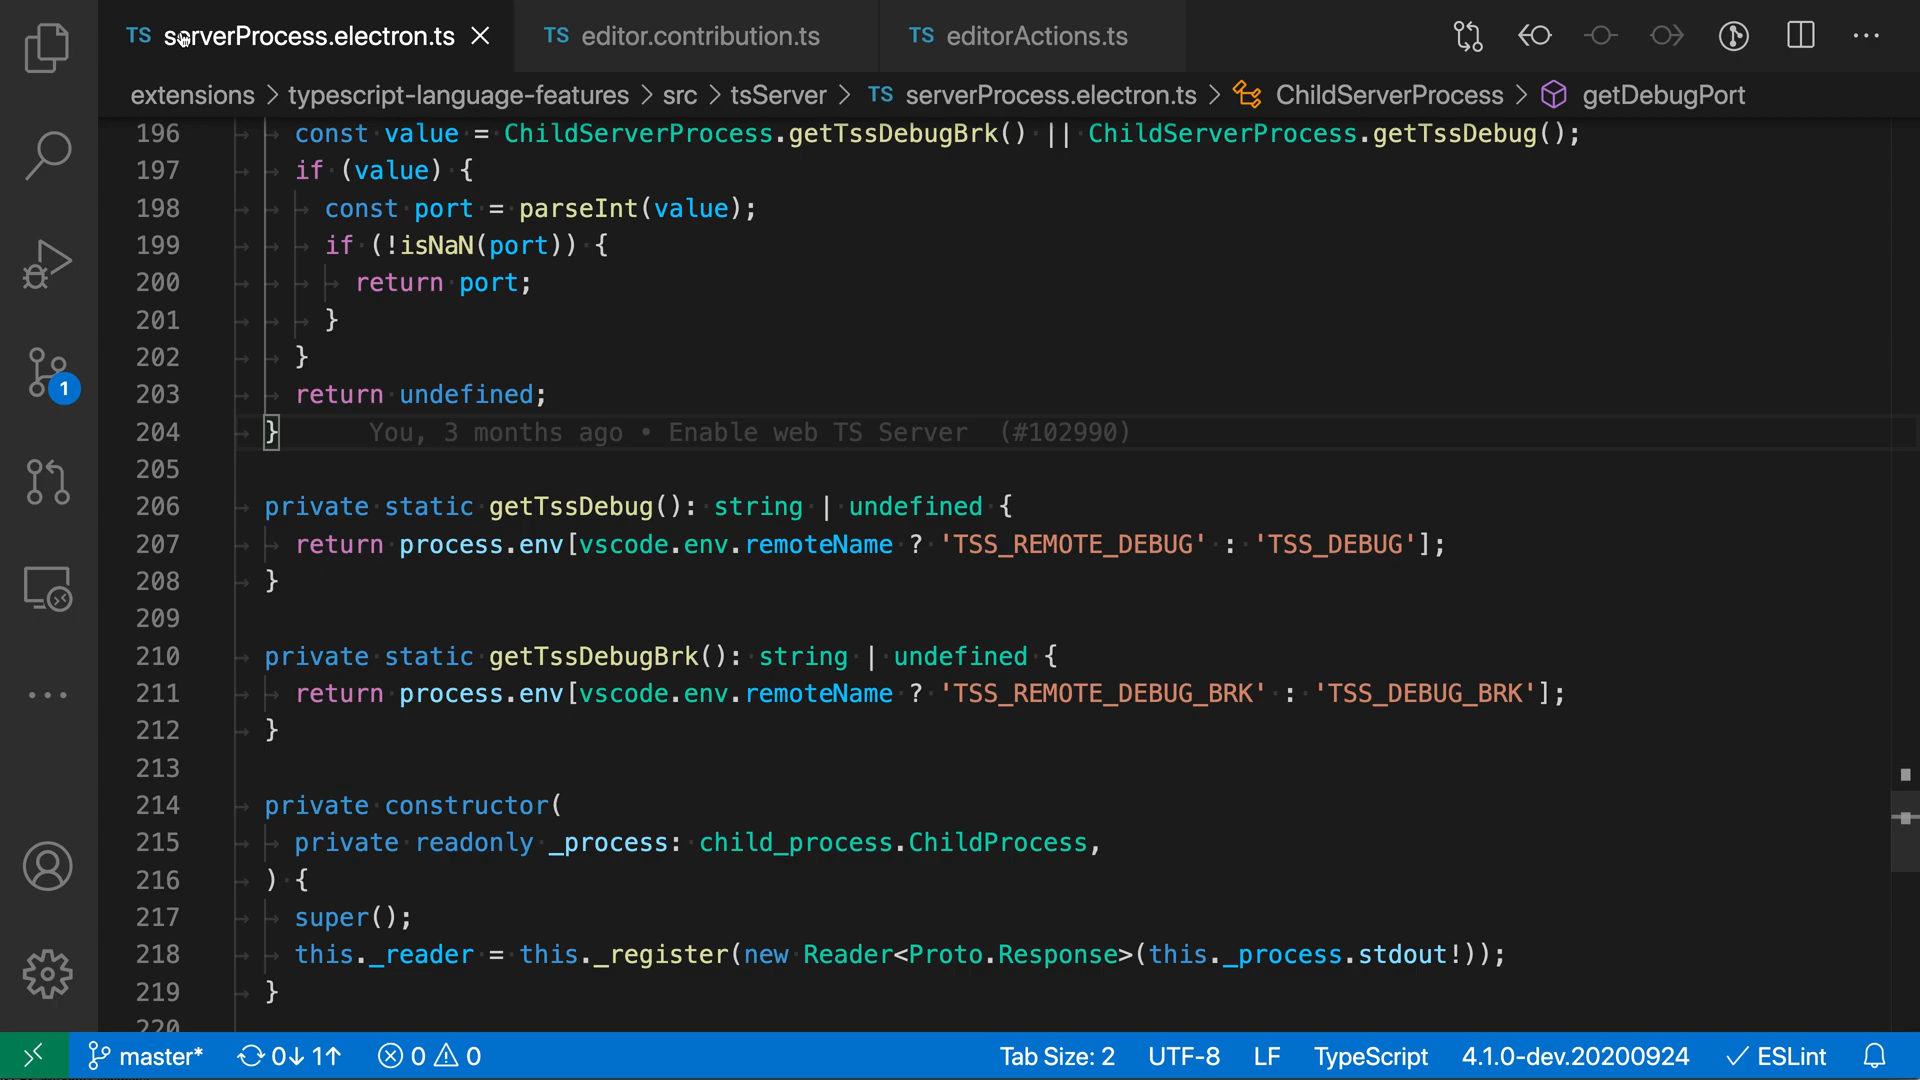 TS serverProcess.electron.ts
TS editor.contribution.ts
TS editorActions.ts
extensions > typescript-language-features > src > tsServer > TS serverProcess.electron.ts > ChildServerProcess > getDebugPort
196 const value = ChildServerProcess.getTssDebugBrk() || ChildServerProcess.getTssDebug();
197 if (value) {
198 const port = parseInt(value);
199 if (!isNaN(port)) {
200 return port;
201 }
202 }
203 return undefined;
204 } You, 3 months ago • Enable web TS Server (#102990)
205
206 private static getTssDebug(): string | undefined {
207 return process.env[vscode.env.remoteName ? 'TSS_REMOTE_DEBUG' : 'TSS_DEBUG'];
208 }
209
210 private static getTssDebugBrk(): string | undefined {
211 return process.env[vscode.env.remoteName ? 'TSS_REMOTE_DEBUG_BRK' : 'TSS_DEBUG_BRK'];
212 }
213
214 private constructor(
215 private readonly _process: child_process.ChildProcess,
216 ) {
217 super();
218 this._reader = this._register(new Reader<Proto.Response>(this._process.stdout!));
219 }
220
1
master* 0↓ 1↑ 0 0 Tab Size: 2 UTF-8 LF TypeScript 4.1.0-dev.20200924 ESLint